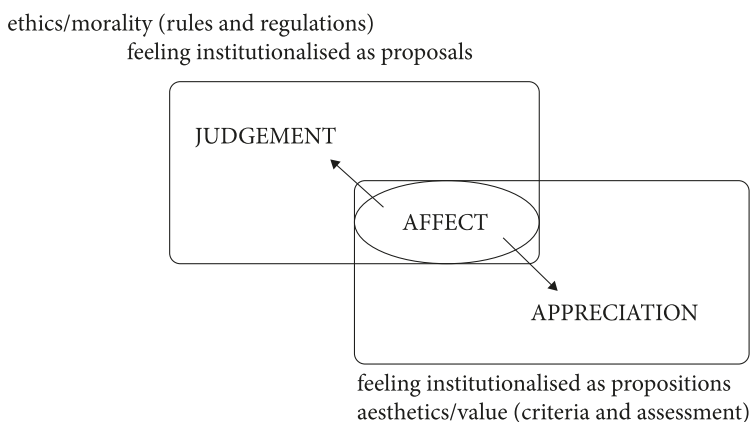 ethics/morality (rules and regulations)
feeling institutionalised as proposals
JUDGEMENT
AFFECT
APPRECIATION
feeling institutionalised as propositions
aesthetics/value (criteria and assessment)